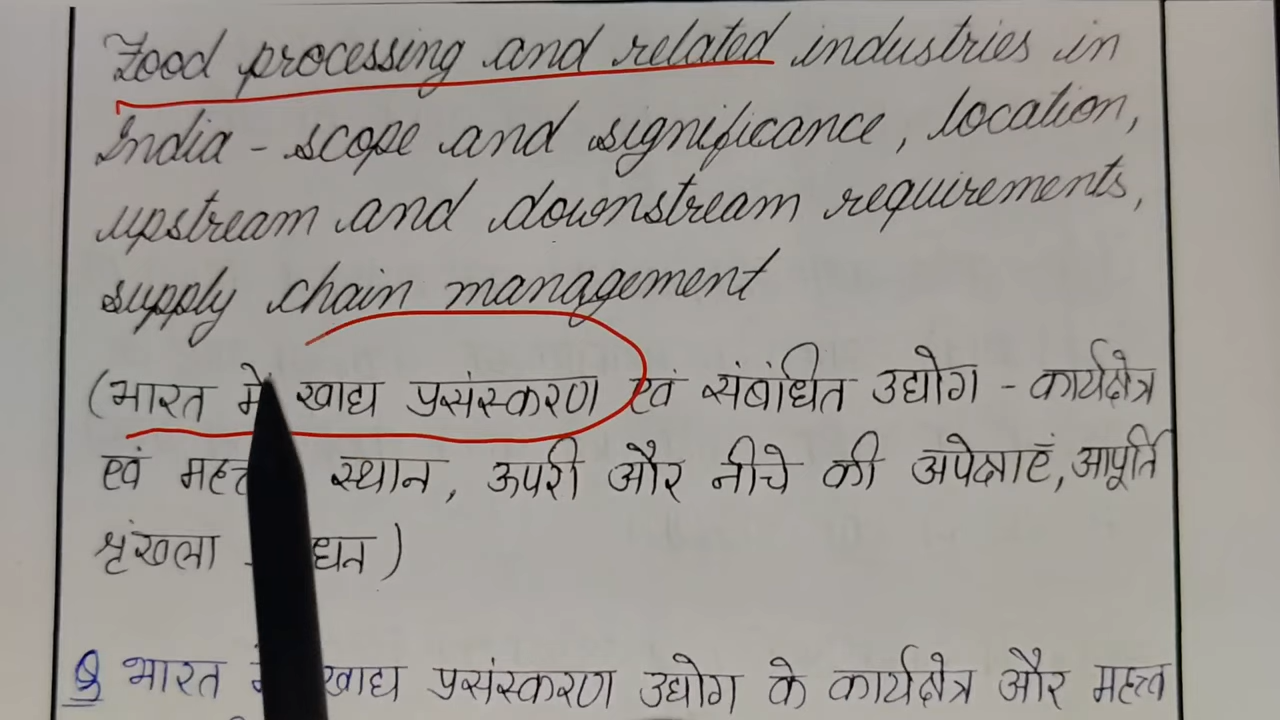 Food processing and related industries in
India - scope and significance, location,
upstream and downstream requirements,
supply chain management
(भारत में खाद्य प्रसंस्करण एवं संबंधित उद्योग - कार्यक्षेत्र
एवं स्थान, ऊपरी और नीचे की अपेक्षाएँ, आपूर्ति
श्रृंखला )
Q भारत खाद्य प्रसंस्करण उद्योग के कार्यक्षेत्र और महत्त्व